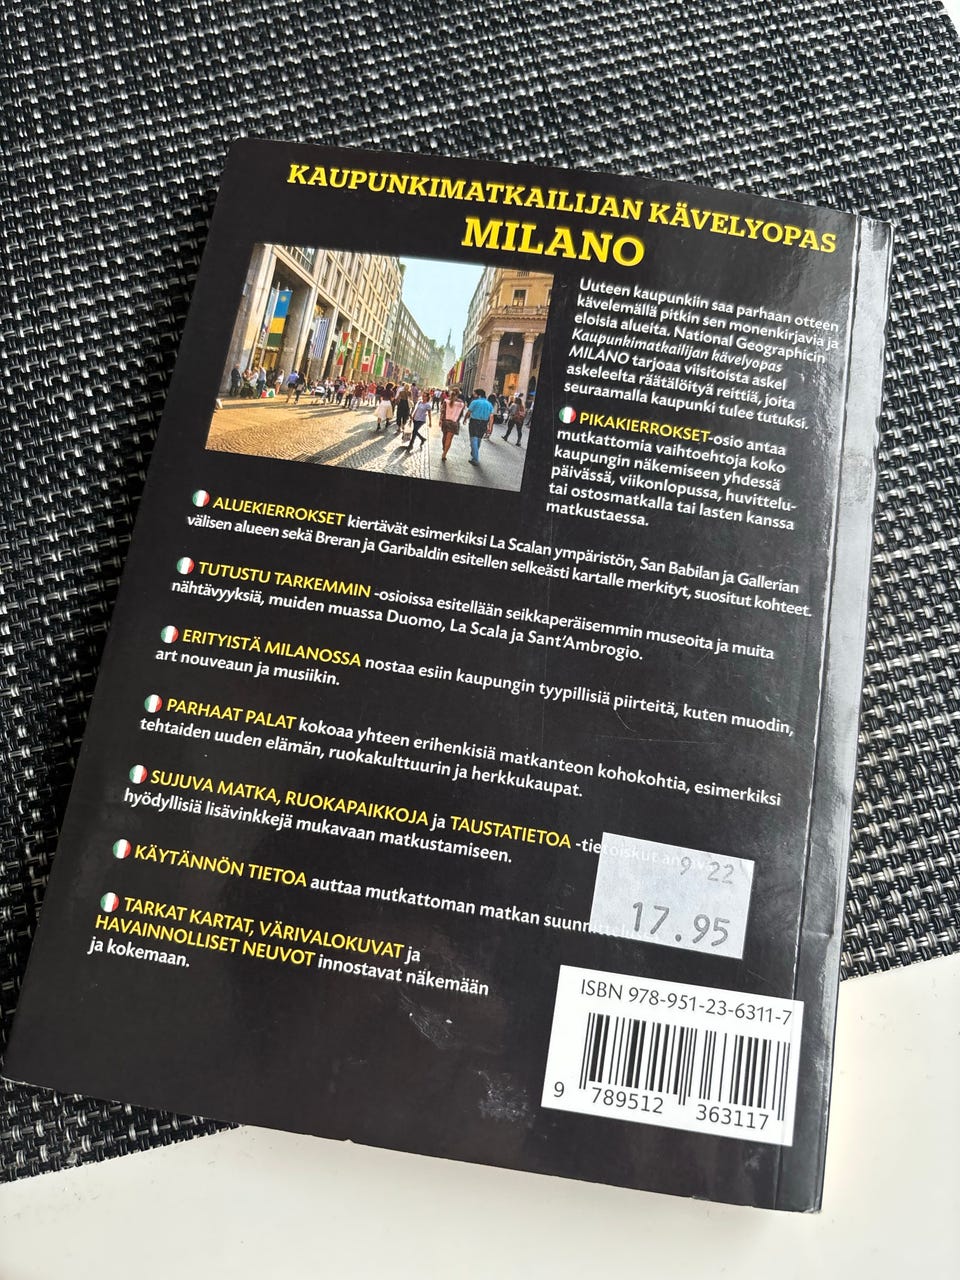 KAUPUNKIMATKAILIJAN KÄVELYOPAS
MILANO
Uuteen kaupunkiin saa parhaan otteen
kävelemällä pitkin sen monenkirjavia ja
eloisia alueita. National Geographicin
Kaupunkimatkailijan kävelyopas
MILANO tarjoaa viisitoista askel
askeleelta räätälöityä reittiä, joita
seuraamalla kaupunki tulee tutuksi.
PIKAKIERROKSET-osio antaa
mutkattomia vaihtoehtoja koko
kaupungin näkemiseen yhdessä
päivässä, viikonlopussa, huvittelu-
tai ostosmatkalla tai lasten kanssa
matkustaessa.
ALUEKIERROKSET kiertävät esimerkiksi La Scalan ympäristön, San Babilan ja Gallerian
välisen alueen sekä Breran ja Garibaldin esitellen selkeästi kartalle merkityt, suositut kohteet.
TUTUSTU TARKEMMIN -osioissa esitellään seikkaperäisemmin museoita ja muita
nähtävyyksiä, muiden muassa Duomo, La Scala ja Sant'Ambrogio.
ERITYISTÄ MILANOSSA nostaa esiin kaupungin tyypillisiä piirteitä, kuten muodin,
art nouveaun ja musiikin.
PARHAAT PALAT kokoaa yhteen erihenkisiä matkanteon kohokohtia, esimerkiksi
tehtaiden uuden elämän, ruokakulttuurin ja herkkukaupat.
SUJUVA MATKA, RUOKAPAIKKOJA ja TAUSTATIETOA -tietoiskut
hyödyllisiä lisävinkkejä mukavaan matkustamiseen.
KÄYTÄNNÖN TIETOA auttaa mutkattoman matkan
TARKAT KARTAT, VÄRIVALOKUVAT ja
HAVAINNOLLISET NEUVOT innostavat näkemään
ja kokemaan.
9 22
17.95
ISBN 978-951-23-6311-7
9 789512 363117